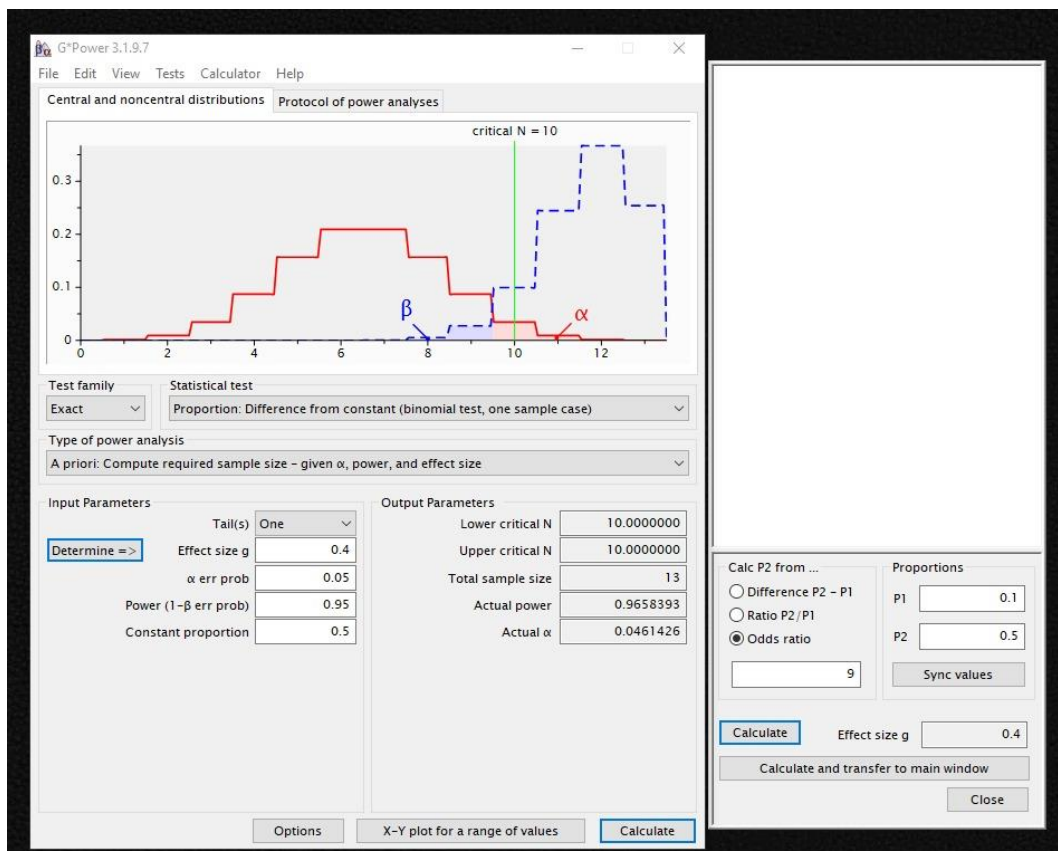 G*Power 3.1.9.7
File Edit View Tests Calculator Help
Central and noncentral distributions Protocol of power analyses
critical N = 10
0.3
0.2
0.1
0
β
α
0 2 4 6 8 10 12
Test family Statistical test
Exact Proportion: Difference from constant (binomial test, one sample case)
Type of power analysis
A priori: Compute required sample size - given α, power, and effect size
Input Parameters
Tail(s) One
Determine => Effect size g 0.4
α err prob 0.05
Power (1-β err prob) 0.95
Constant proportion 0.5
Output Parameters
Lower critical N 10.0000000
Upper critical N 10.0000000
Total sample size 13
Actual power 0.9658393
Actual α 0.0461426
Options X-Y plot for a range of values Calculate
Calc P2 from ...
Difference P2 - P1
Ratio P2/P1
Odds ratio
9
Proportions
P1 0.1
P2 0.5
Sync values
Calculate Effect size g 0.4
Calculate and transfer to main window
Close